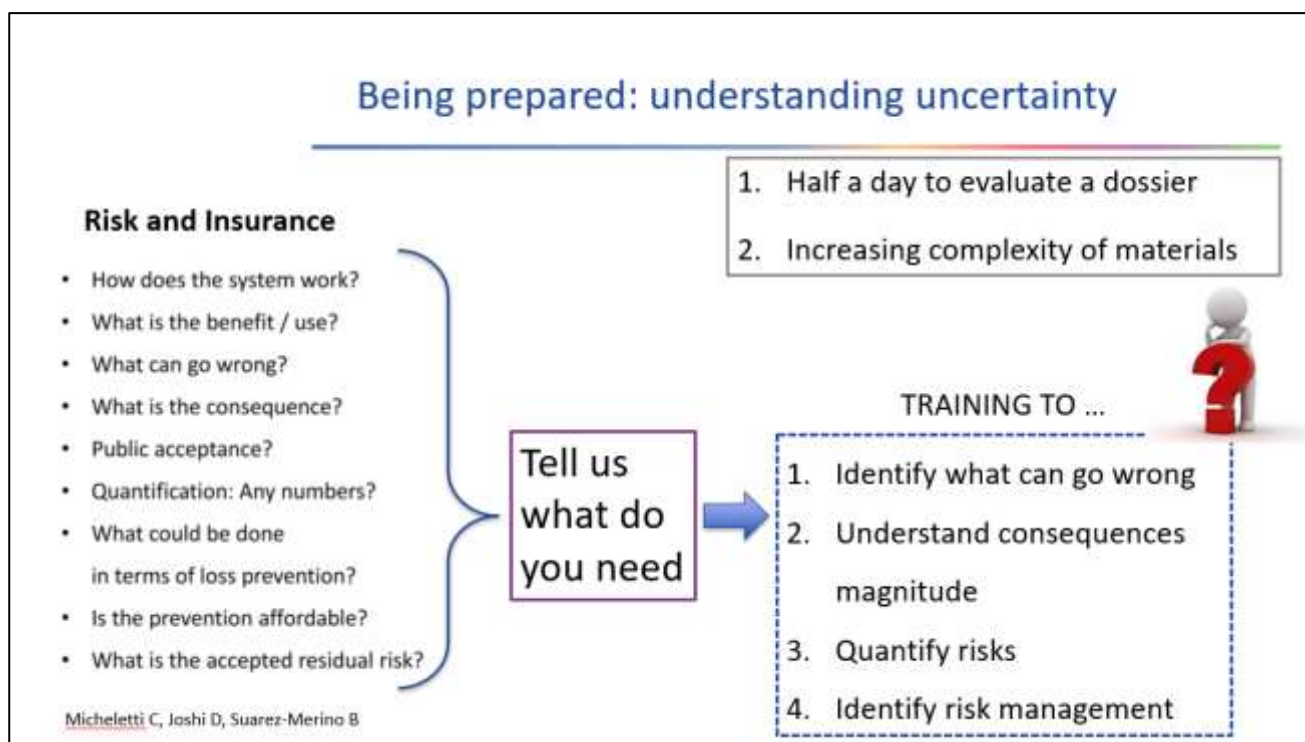 Being prepared: understanding uncertainty
1. Half a day to evaluate a dossier
2. Increasing complexity of materials
Risk and Insurance
• How does the system work?
• What is the benefit / use?
• What can go wrong?
• What is the consequence?
• Public acceptance?
• Quantification: Any numbers?
• What could be done
in terms of loss prevention?
• Is the prevention affordable?
• What is the accepted residual risk?
Tell us
what do
you need
TRAINING TO ...
1. Identify what can go wrong
2. Understand consequences
magnitude
3. Quantify risks
4. Identify risk management
Micheletti C, Joshi D, Suarez-Merino B